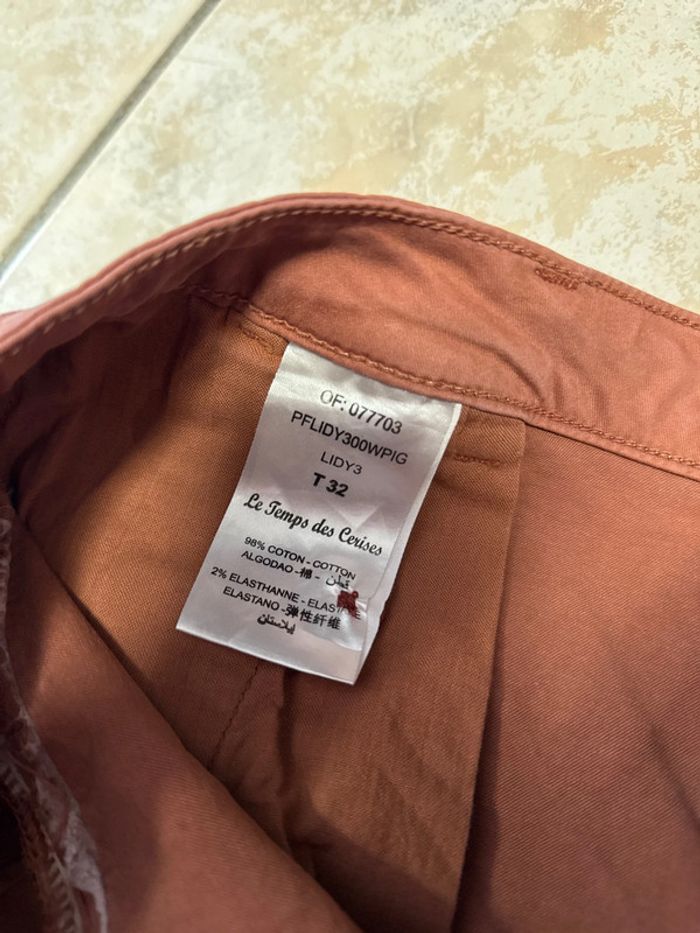 OF: 077703
PFLIDY300WPIG
LIDY3
T 32
Le Temps des Cerises
98% COTON - COTTON
ALGODAO - 棉 - قطن
2% ELASTHANNE - ELAS
ELASTANO - 弹性纤维
إيلاستان